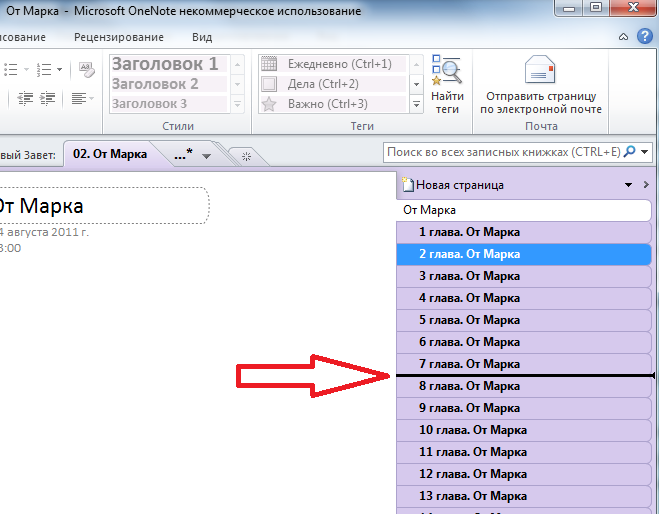 От Марка - Microsoft OneNote некоммерческое использование
исование Рецензирование Вид
Заголовок 1
Заголовок 2
Заголовок 3
Стили
Ежедневно (Ctrl+1)
Дела (Ctrl+2)
Важно (Ctrl+3)
Теги
Найти
теги
Отправить страницу
по электронной почте
Почта
вый Завет: 02. От Марка ...*
Поиск во всех записных книжках (CTRL+E)
От Марка
4 августа 2011 г.
3:00
Новая страница
От Марка
1 глава. От Марка
2 глава. От Марка
3 глава. От Марка
4 глава. От Марка
5 глава. От Марка
6 глава. От Марка
7 глава. От Марка
8 глава. От Марка
9 глава. От Марка
10 глава. От Марка
11 глава. От Марка
12 глава. От Марка
13 глава. От Марка